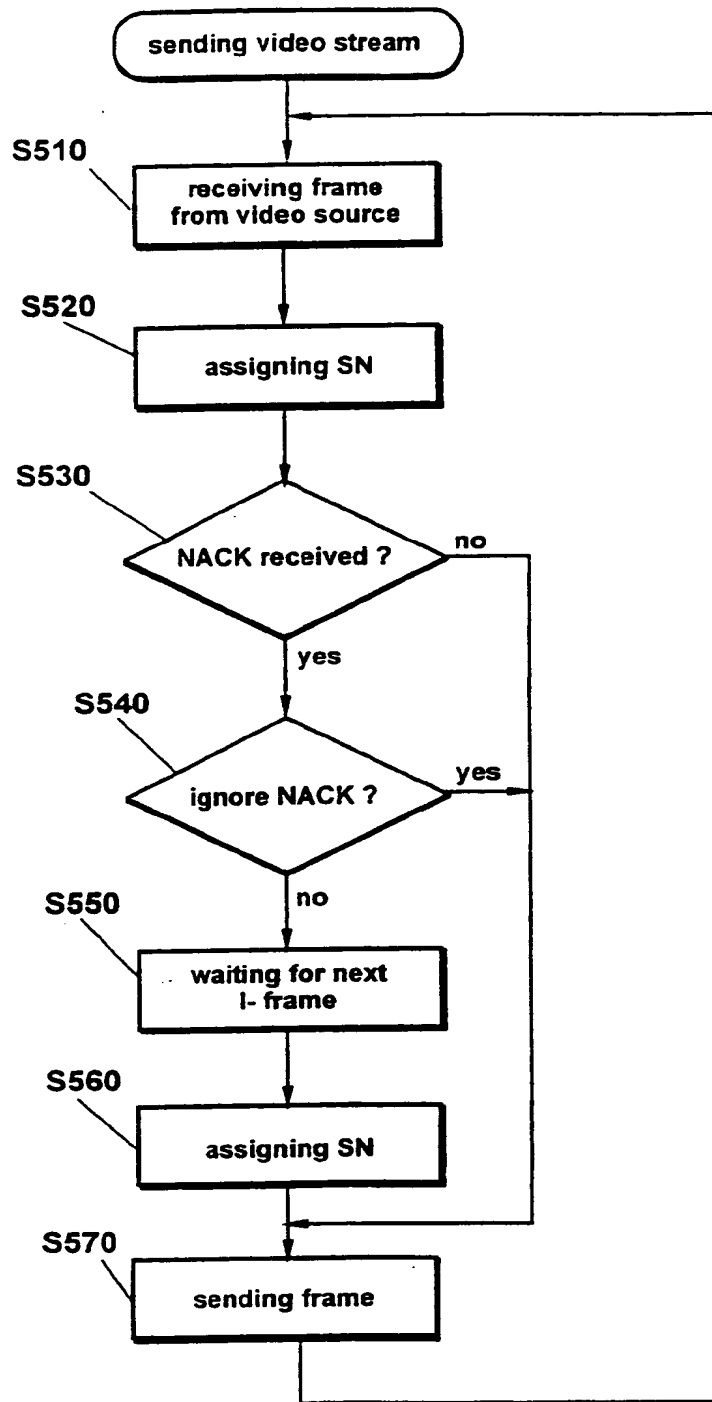 sending video stream
S510
receiving frame
from video source
S520
assigning SN
S530
NACK received ?
no
yes
S540
ignore NACK ?
yes
no
S550
waiting for next
I- frame
S560
assigning SN
S570
sending frame